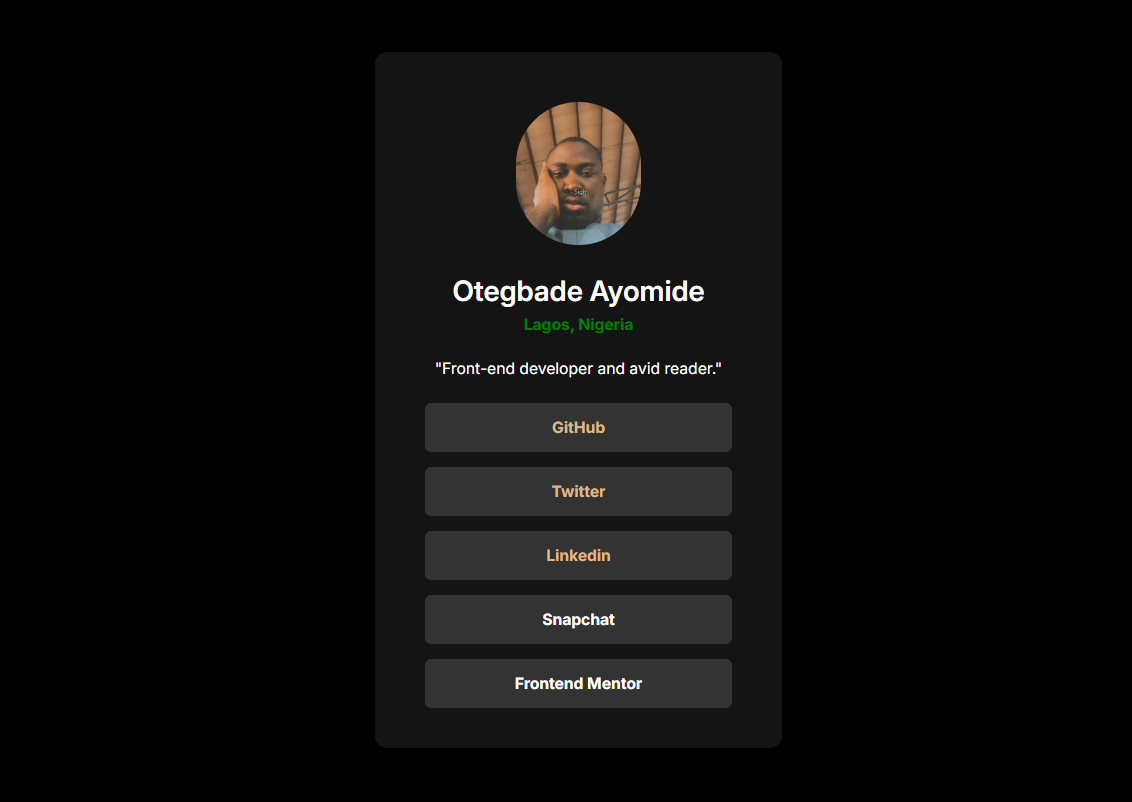 Otegbade Ayomide
Lagos, Nigeria
"Front-end developer and avid reader."
GitHub
Twitter
Linkedin
Snapchat
Frontend Mentor